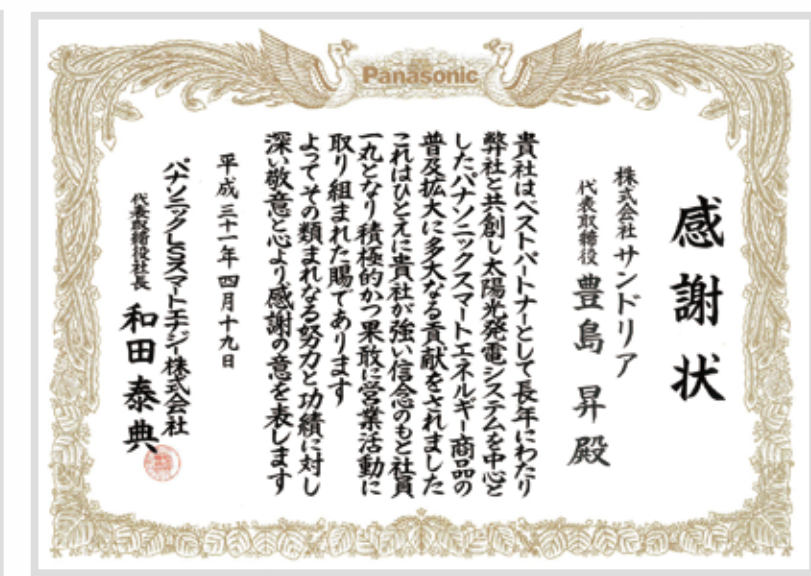 Panasonic
感謝状
株式会社 サンドリア
代表取締役 豊島 昇 殿
貴社はベストパートナーとして長年にわたり
弊社と共創し太陽光発電システムを中心と
したパナソニックスマートエネルギー商品の
普及拡大に多大なる貢献をされました
これはひとえに貴社が強い信念のもと社員
一丸となり積極的かつ果敢に営業活動に
取り組まれた賜であります
よってその類まれなる努力と功績に対し
深い敬意と心より感謝の意を表します
平成三十一年四月十九日
パナソニックLSスマートエナジー株式会社
代表取締役社長 和田泰典